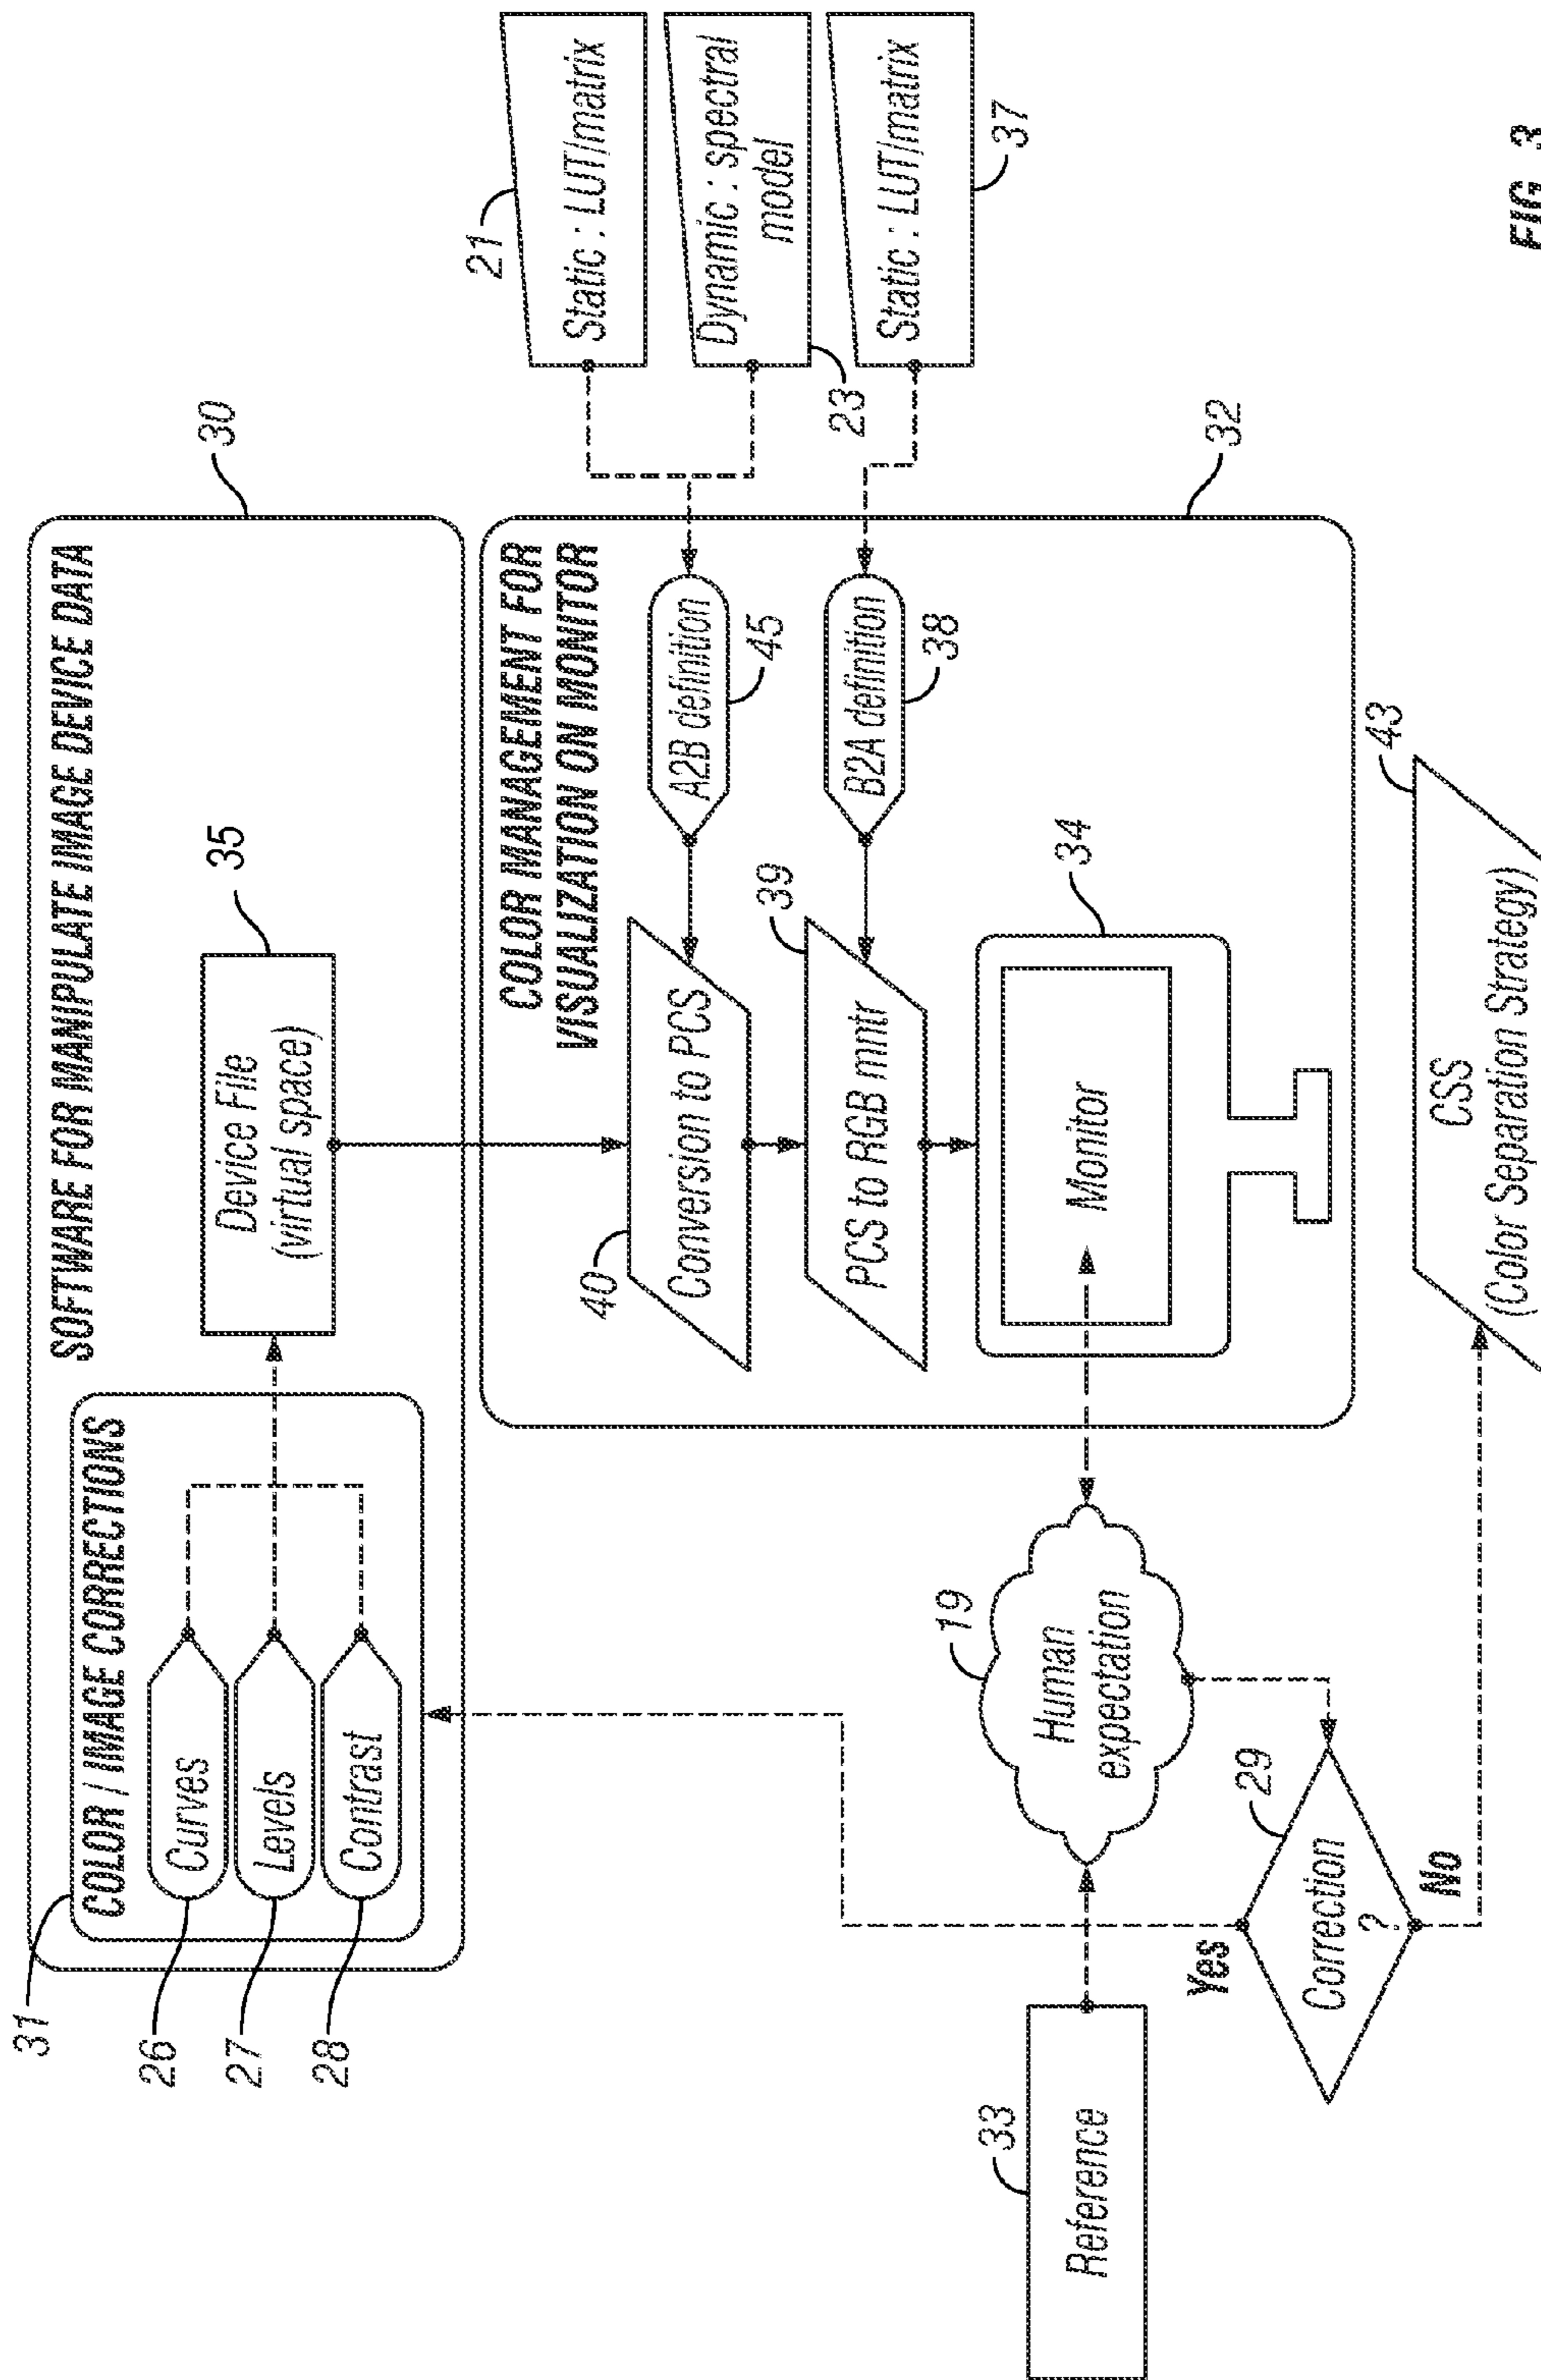 SOFTWARE FOR MANIPULATE IMAGE DEVICE DATA
30
31
COLOR / IMAGE CORRECTIONS
26
Curves
27
Levels
28
Contrast
35
Device File
(virtual space)
COLOR MANAGEMENT FOR
VISUALIZATION ON MONITOR
32
40
Conversion to PCS
A2B definition
45
39
PCS to RGB mntr
B2A definition
38
34
Monitor
21
Static : LUT/matrix
Dynamic : spectral
model
23
Static : LUT/matrix
37
33
Reference
19
Human
expectation
29
Correction
?
Yes
No
43
CSS
(Color Separation Strategy)
FIG. 3